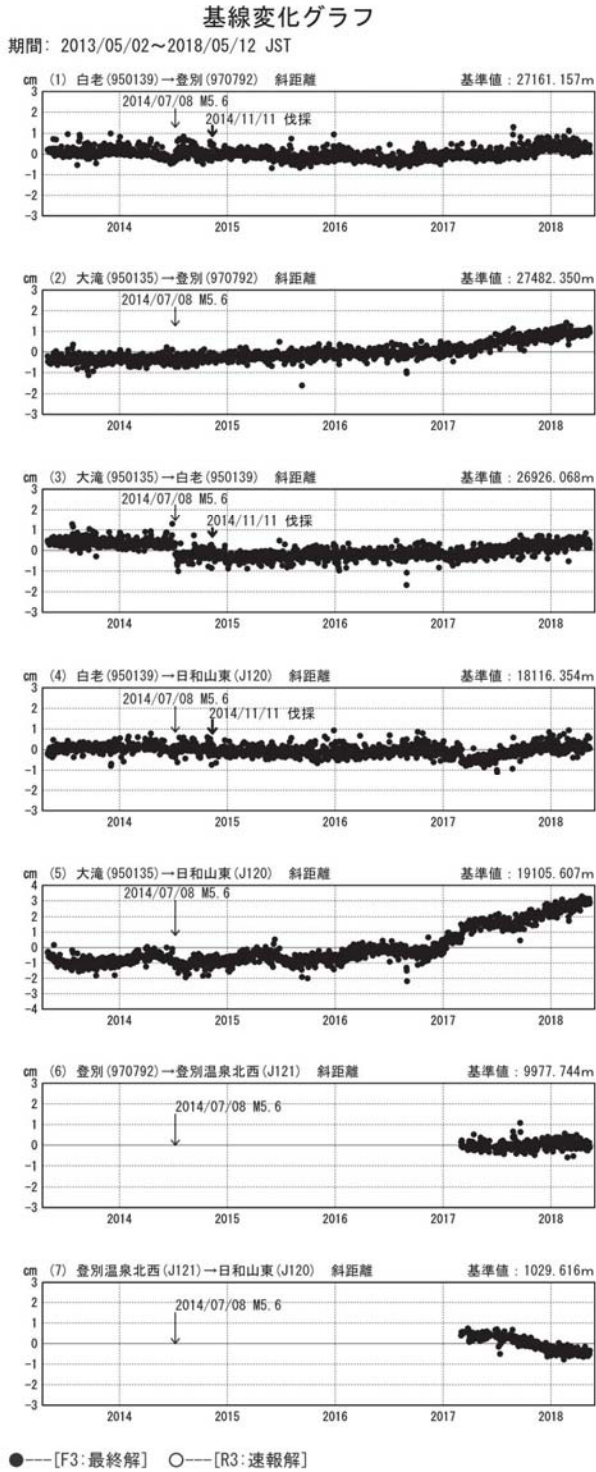 基線変化グラフ
期間: 2013/05/02～2018/05/12 JST
cm (1) 白老(950139)→登別(970792) 斜距離 基準値：27161.157m
3
2014/07/08 M5.6
2
2014/11/11 伐採
1
0
-1
-2
-3
2014 2015 2016 2017 2018
cm (2) 大滝(950135)→登別(970792) 斜距離 基準値：27482.350m
3
2014/07/08 M5.6
2
1
0
-1
-2
-3
2014 2015 2016 2017 2018
cm (3) 大滝(950135)→白老(950139) 斜距離 基準値：26926.068m
3
2014/07/08 M5.6
2
2014/11/11 伐採
1
0
-1
-2
-3
2014 2015 2016 2017 2018
cm (4) 白老(950139)→日和山東(J120) 斜距離 基準値：18116.354m
3
2014/07/08 M5.6
2
2014/11/11 伐採
1
0
-1
-2
-3
2014 2015 2016 2017 2018
cm (5) 大滝(950135)→日和山東(J120) 斜距離 基準値：19105.607m
4
2014/07/08 M5.6
3
2
1
0
-1
-2
-3
-4
2014 2015 2016 2017 2018
cm (6) 登別(970792)→登別温泉北西(J121) 斜距離 基準値：9977.744m
3
2
2014/07/08 M5.6
1
0
-1
-2
-3
2014 2015 2016 2017 2018
cm (7) 登別温泉北西(J121)→日和山東(J120) 斜距離 基準値：1029.616m
3
2
2014/07/08 M5.6
1
0
-1
-2
-3
2014 2015 2016 2017 2018
●---[F3:最終解] ○---[R3:速報解]